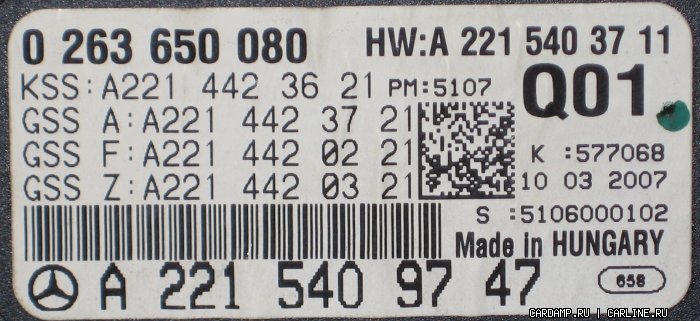 0 263 650 080 HW:A 221 540 37 11
KSS:A221 442 36 21 PM:5107 Q01
GSS A:A221 442 37 21
GSS F:A221 442 02 21 K :577068
GSS Z:A221 442 03 21 10 03 2007
S :5106000102
Made in HUNGARY
A 221 540 97 47 658
CARDAMP.RU | CARLINE.RU